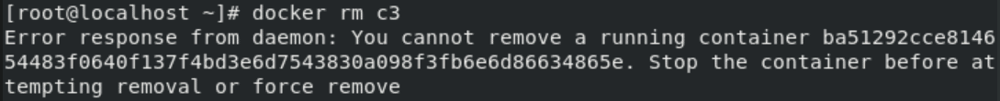 [root@localhost ~]# docker rm c3
Error response from daemon: You cannot remove a running container ba51292cce8146
54483f0640f137f4bd3e6d7543830a098f3fb6e6d86634865e. Stop the container before at
tempting removal or force remove